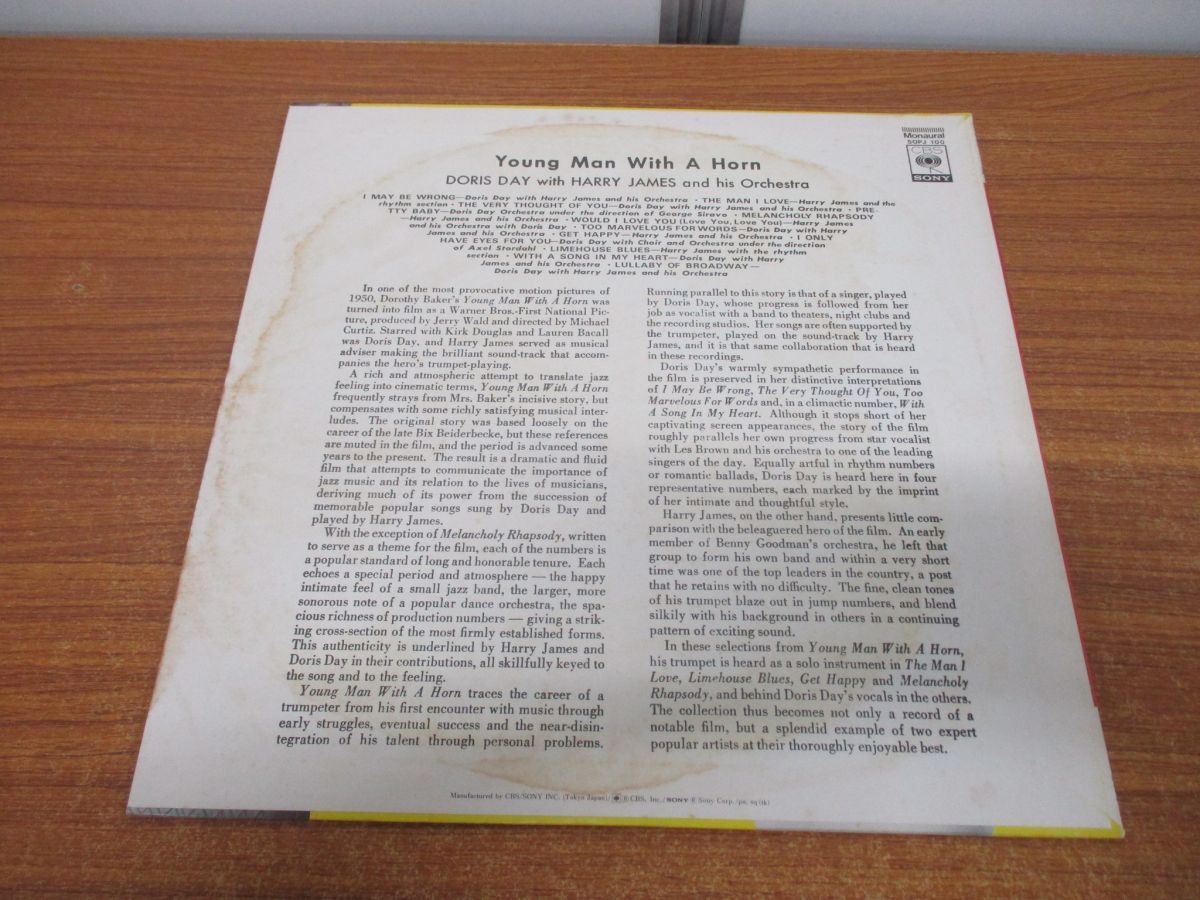 Monaural
SOPJ 100
CBS
SONY
Young Man With A Horn
DORIS DAY with HARRY JAMES and his Orchestra
I MAY BE WRONG—Doris Day with Harry James and his Orchestra · THE MAN I LOVE—Harry James and the
rhythm section · THE VERY THOUGHT OF YOU—Doris Day with Harry James and his Orchestra · PRE-
TTY BABY—Doris Day Orchestra under the direction of George Siravo · MELANCHOLY RHAPSODY
—Harry James and his Orchestra · WOULD I LOVE YOU (Love You, Love You)—Harry James
and his Orchestra with Doris Day · TOO MARVELOUS FOR WORDS—Doris Day with Harry
James and his Orchestra · GET HAPPY—Harry James and his Orchestra · I ONLY
HAVE EYES FOR YOU—Doris Day with Choir and Orchestra under the direction
of Axel Stordahl · LIMEHOUSE BLUES—Harry James with the rhythm
section · WITH A SONG IN MY HEART—Doris Day with Harry
James and his Orchestra · LULLABY OF BROADWAY—
Doris Day with Harry James and his Orchestra
In one of the most provocative motion pictures of
1950, Dorothy Baker's Young Man With A Horn was
turned into film as a Warner Bros.-First National Pic-
ture, produced by Jerry Wald and directed by Michael
Curtiz. Starred with Kirk Douglas and Lauren Bacall
was Doris Day, and Harry James served as musical
adviser making the brilliant sound-track that accom-
panies the hero's trumpet-playing.
A rich and atmospheric attempt to translate jazz
feeling into cinematic terms, Young Man With A Horn
frequently strays from Mrs. Baker's incisive story, but
compensates with some richly satisfying musical inter-
ludes. The original story was based loosely on the
career of the late Bix Beiderbecke, but these references
are muted in the film, and the period is advanced some
years to the present. The result is a dramatic and fluid
film that attempts to communicate the importance of
jazz music and its relation to the lives of musicians,
deriving much of its power from the succession of
memorable popular songs sung by Doris Day and
played by Harry James.
With the exception of Melancholy Rhapsody, written
to serve as a theme for the film, each of the numbers is
a popular standard of long and honorable tenure. Each
echoes a special period and atmosphere — the happy
intimate feel of a small jazz band, the larger, more
sonorous note of a popular dance orchestra, the spa-
cious richness of production numbers — giving a strik-
ing cross-section of the most firmly established forms.
This authenticity is underlined by Harry James and
Doris Day in their contributions, all skillfully keyed to
the song and to the feeling.
Young Man With A Horn traces the career of a
trumpeter from his first encounter with music through
early struggles, eventual success and the near-disin-
tegration of his talent through personal problems.
Running parallel to this story is that of a singer, played
by Doris Day, whose progress is followed from her
job as vocalist with a band to theaters, night clubs and
the recording studios. Her songs are often supported by
the trumpeter, played on the sound-track by Harry
James, and it is that same collaboration that is heard
in these recordings.
Doris Day's warmly sympathetic performance in
the film is preserved in her distinctive interpretations
of I May Be Wrong, The Very Thought Of You, Too
Marvelous For Words and, in a climactic number, With
A Song In My Heart. Although it stops short of her
captivating screen appearances, the story of the film
roughly parallels her own progress from star vocalist
with Les Brown and his orchestra to one of the leading
singers of the day. Equally artful in rhythm numbers
or romantic ballads, Doris Day is heard here in four
representative numbers, each marked by the imprint
of her intimate and thoughtful style.
Harry James, on the other hand, presents little com-
parison with the beleaguered hero of the film. An early
member of Benny Goodman's orchestra, he left that
group to form his own band and within a very short
time was one of the top leaders in the country, a post
that he retains with no difficulty. The fine, clean tones
of his trumpet blaze out in jump numbers, and blend
silkily with his background in others in a continuing
pattern of exciting sound.
In these selections from Young Man With A Horn,
his trumpet is heard as a solo instrument in The Man I
Love, Limehouse Blues, Get Happy and Melancholy
Rhapsody, and behind Doris Day's vocals in the others.
The collection thus becomes not only a record of a
notable film, but a splendid example of two expert
popular artists at their thoroughly enjoyable best.
Manufactured by CBS/SONY INC. (Tokyo Japan)/ ® CBS, Inc./SONY ® Sony Corp./